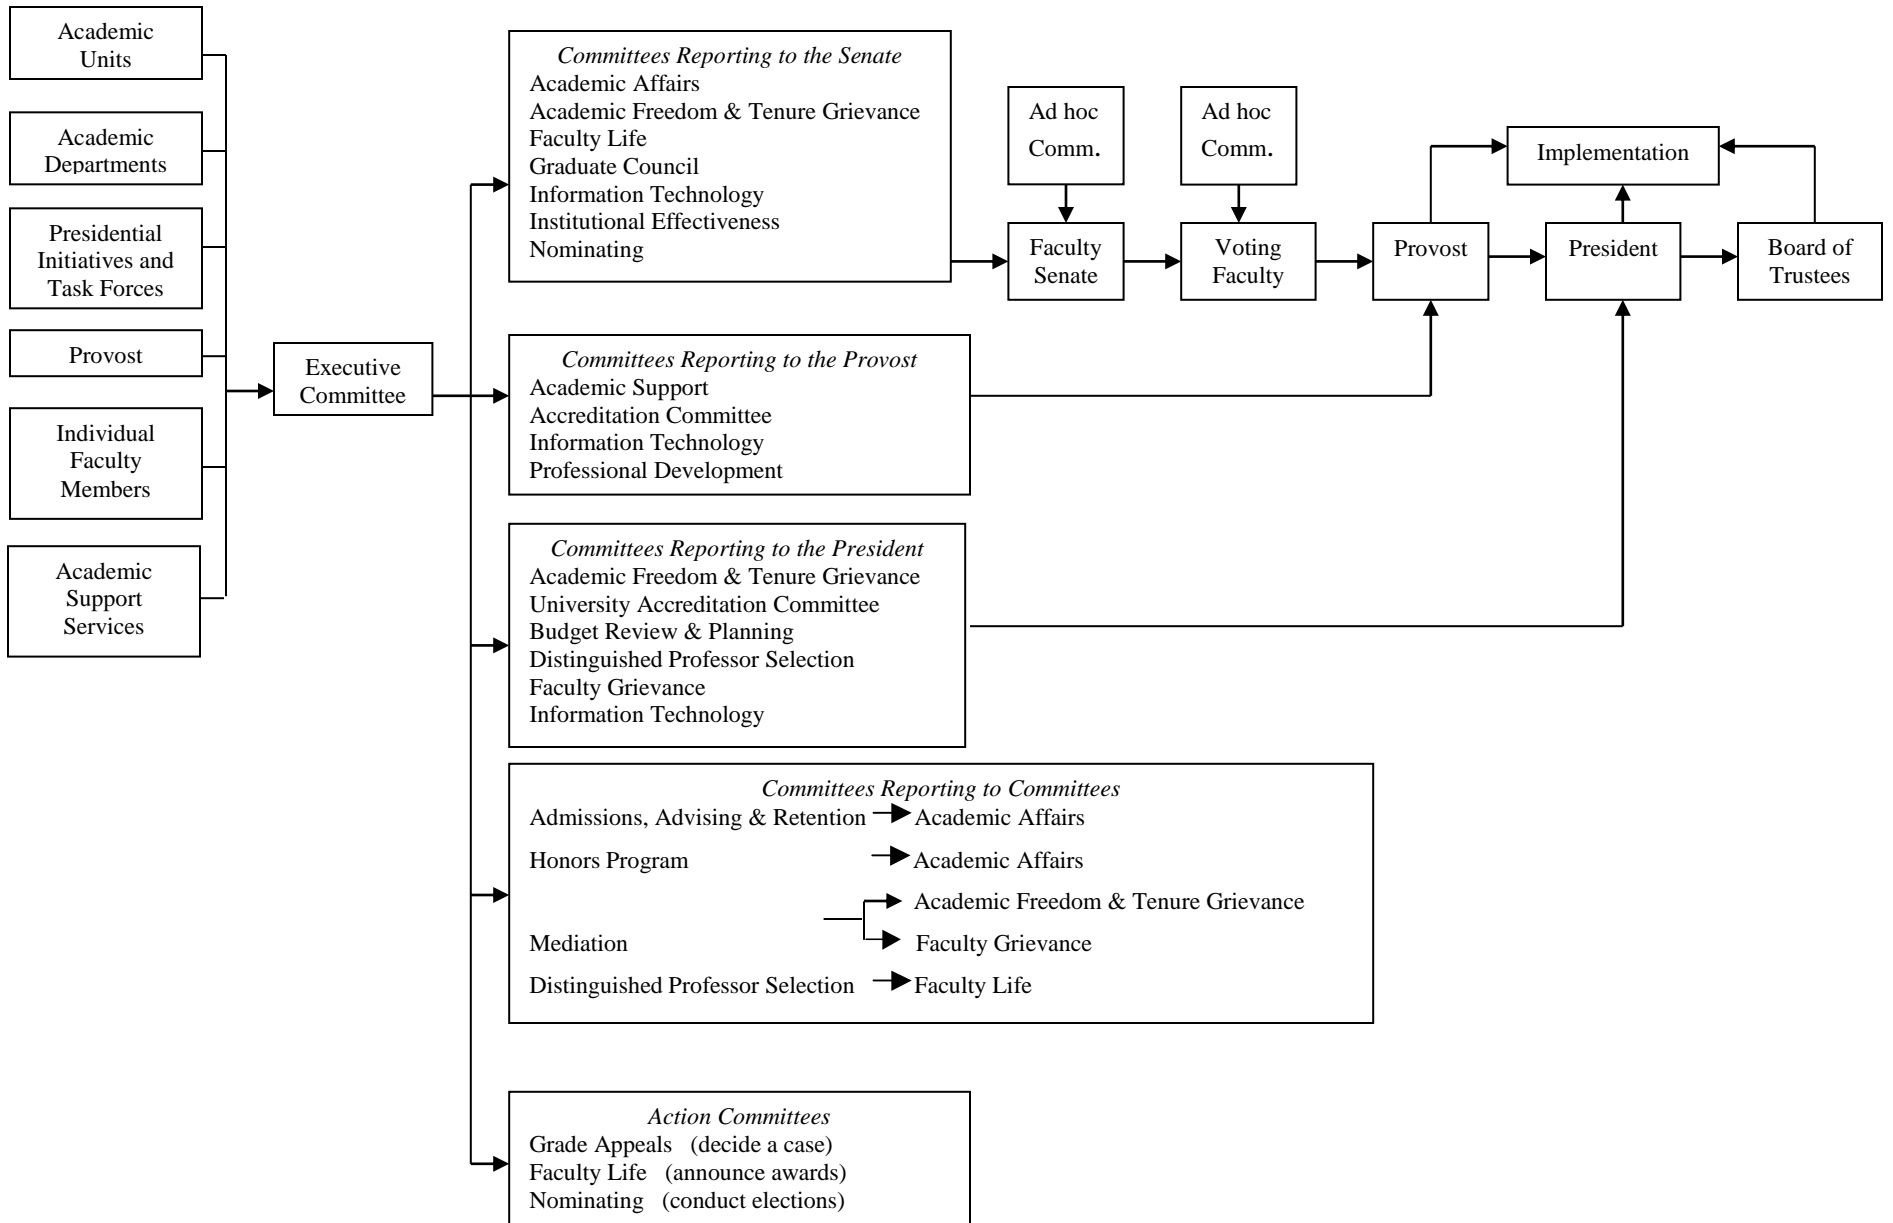 Academic
Units
Academic
Departments
Presidential
Initiatives and
Task Forces
Provost
Individual
Faculty
Members
Academic
Support
Services
Executive
Committee
Committees Reporting to the Senate
Academic Affairs
Academic Freedom & Tenure Grievance
Faculty Life
Graduate Council
Information Technology
Institutional Effectiveness
Nominating
Committees Reporting to the Provost
Academic Support
Accreditation Committee
Information Technology
Professional Development
Committees Reporting to the President
Academic Freedom & Tenure Grievance
University Accreditation Committee
Budget Review & Planning
Distinguished Professor Selection
Faculty Grievance
Information Technology
Committees Reporting to Committees
Admissions, Advising & Retention Academic Affairs
Honors Program Academic Affairs
Academic Freedom & Tenure Grievance
Mediation Faculty Grievance
Distinguished Professor Selection Faculty Life
Action Committees
Grade Appeals (decide a case)
Faculty Life (announce awards)
Nominating (conduct elections)
Ad hoc
Comm.
Ad hoc
Comm.
Faculty
Senate
Voting
Faculty
Provost
President
Board of
Trustees
Implementation